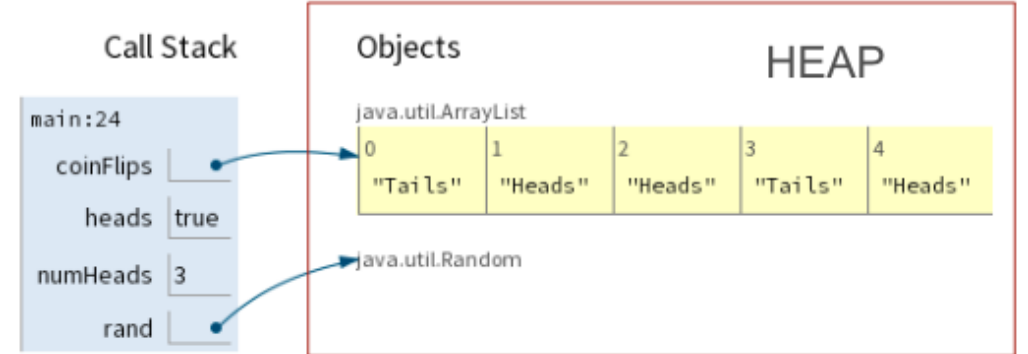 Call Stack
Objects
HEAP
main:24
coinFlips
heads true
numHeads 3
rand
java.util.ArrayList
0 1 2 3 4
"Tails" "Heads" "Heads" "Tails" "Heads"
java.util.Random